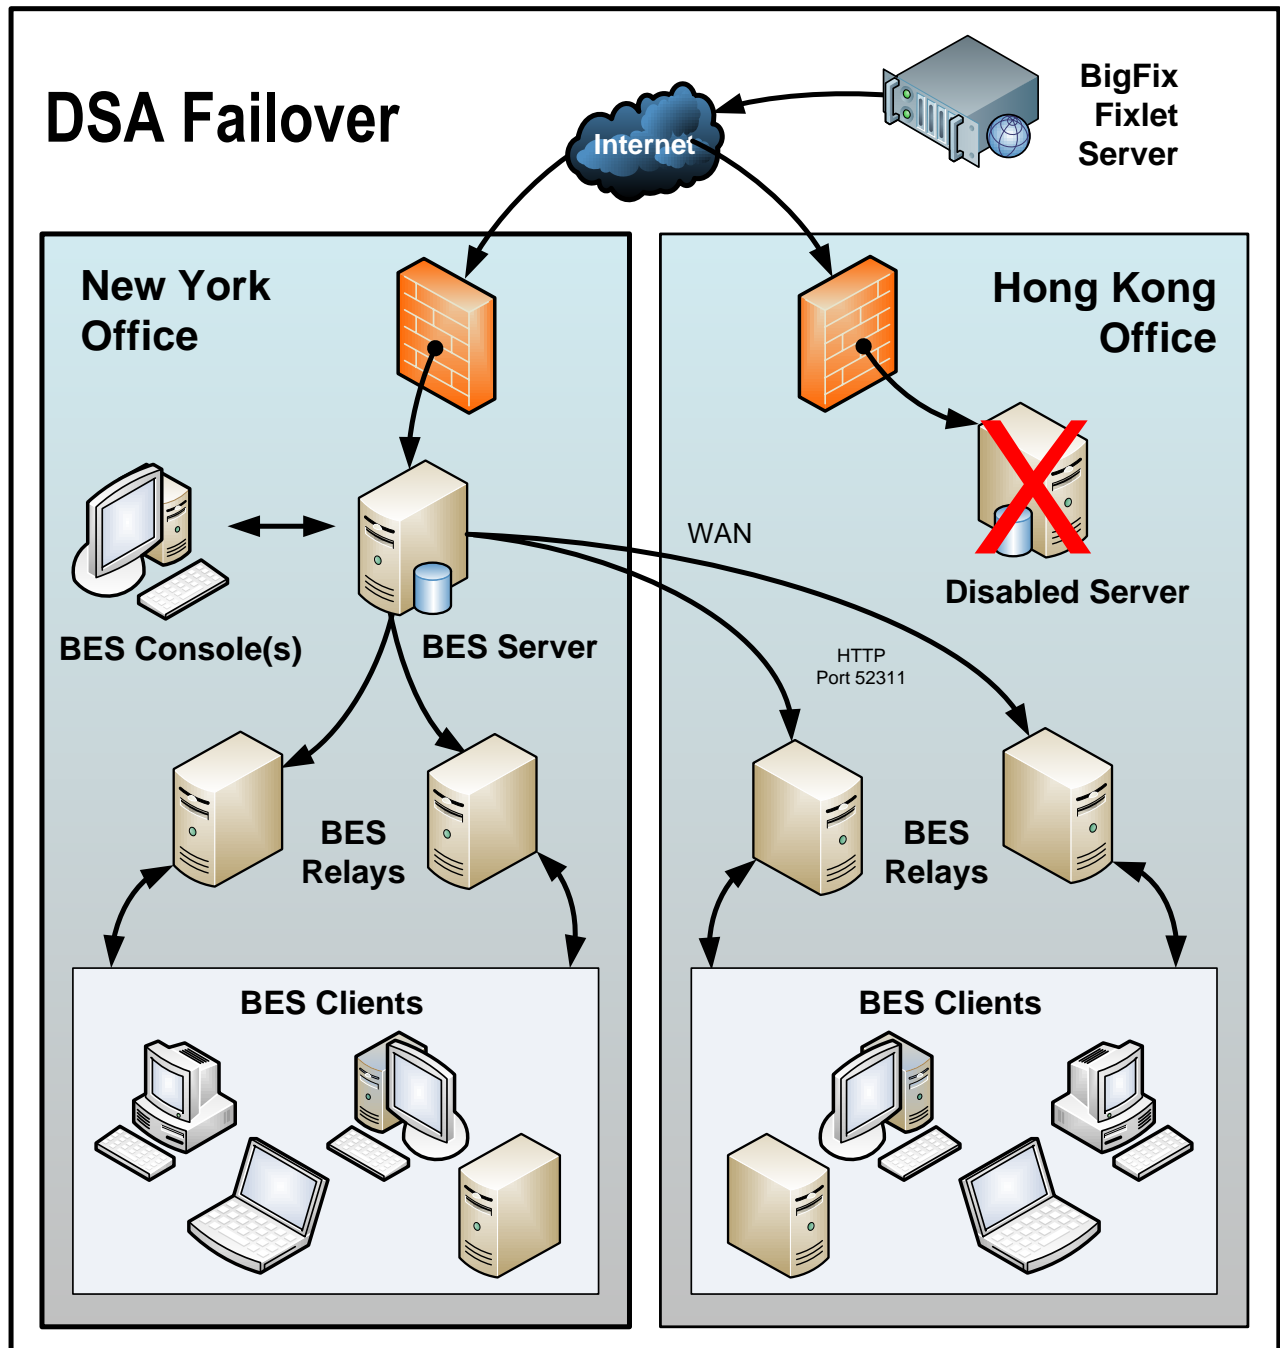 DSA Failover
BigFix
Fixlet
Server
Internet
New York
Office
Hong Kong
Office
WAN
Disabled Server
BES Console(s)
BES Server
HTTP
Port 52311
BES
Relays
BES
Relays
BES Clients
BES Clients